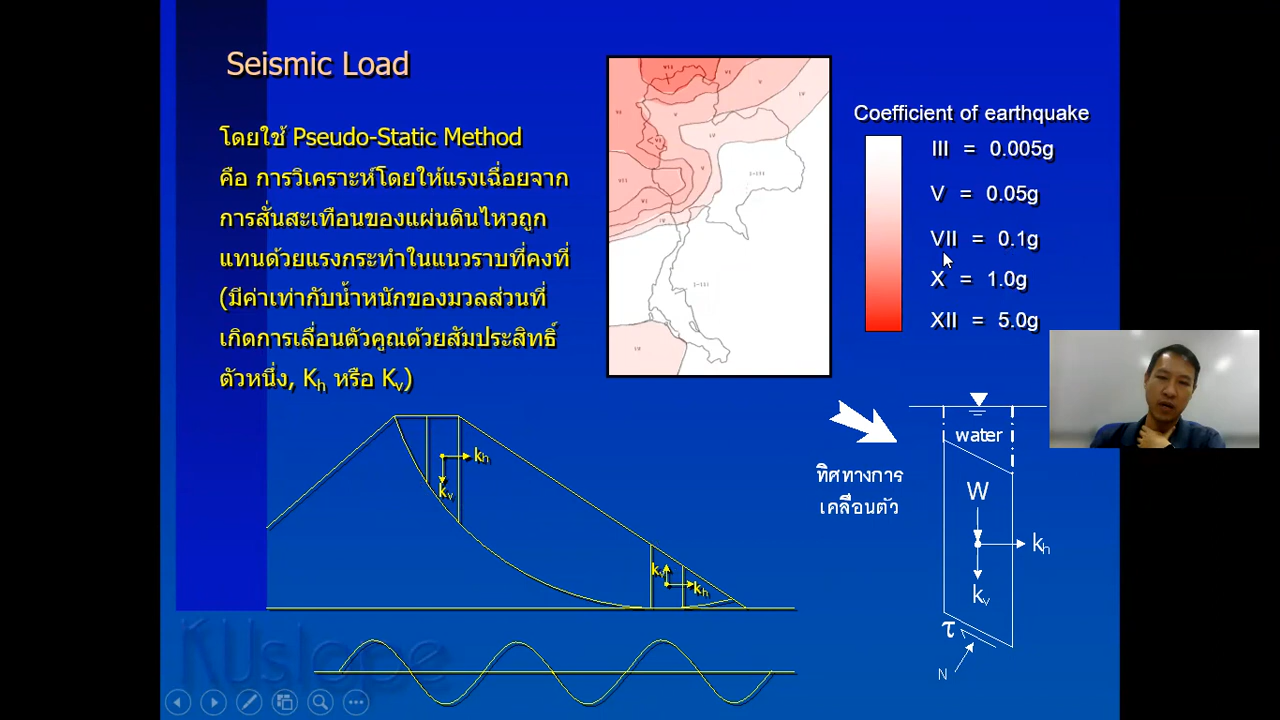 Seismic Load
โดยใช้ Pseudo-Static Method
คือ การวิเคราะห์โดยให้แรงเฉื่อยจาก
การสั่นสะเทือนของแผ่นดินไหวถูก
แทนด้วยแรงกระทำในแนวราบที่คงที่
(มีค่าเท่ากับน้ำหนักของมวลส่วนที่
เกิดการเลื่อนตัวคูณด้วยสัมประสิทธิ์
ตัวหนึ่ง, Kh หรือ Kv)
Coefficient of earthquake
III = 0.005g
V = 0.05g
VII = 0.1g
X = 1.0g
XII = 5.0g
kh
kv
kv
kh
ทิศทางการ
เคลื่อนตัว
water
W
kh
kv
τ
N
KUslope